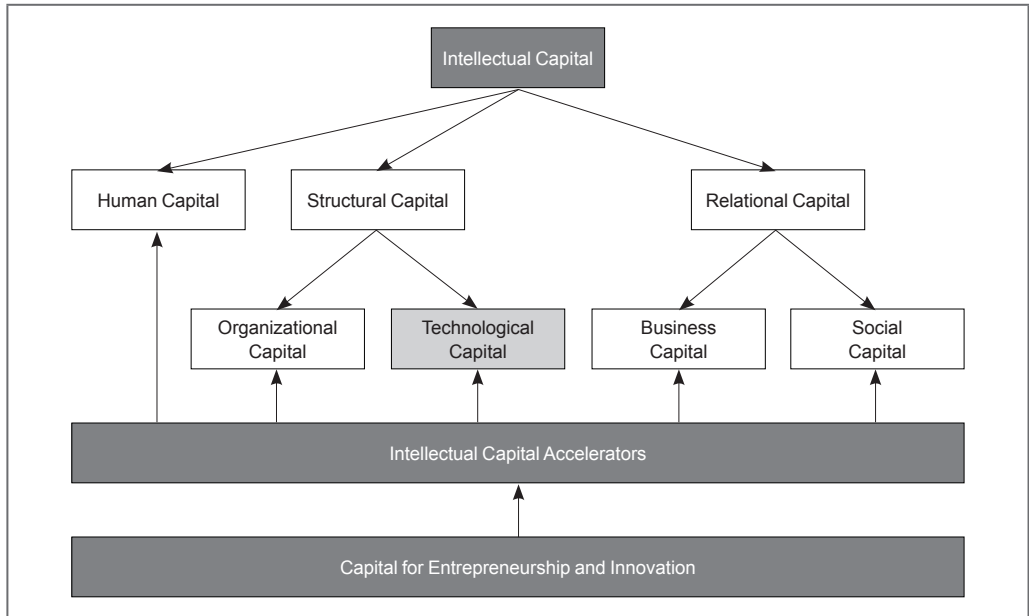 Intellectual Capital
Human Capital
Structural Capital
Relational Capital
Organizational
Capital
Technological
Capital
Business
Capital
Social
Capital
Intellectual Capital Accelerators
Capital for Entrepreneurship and Innovation